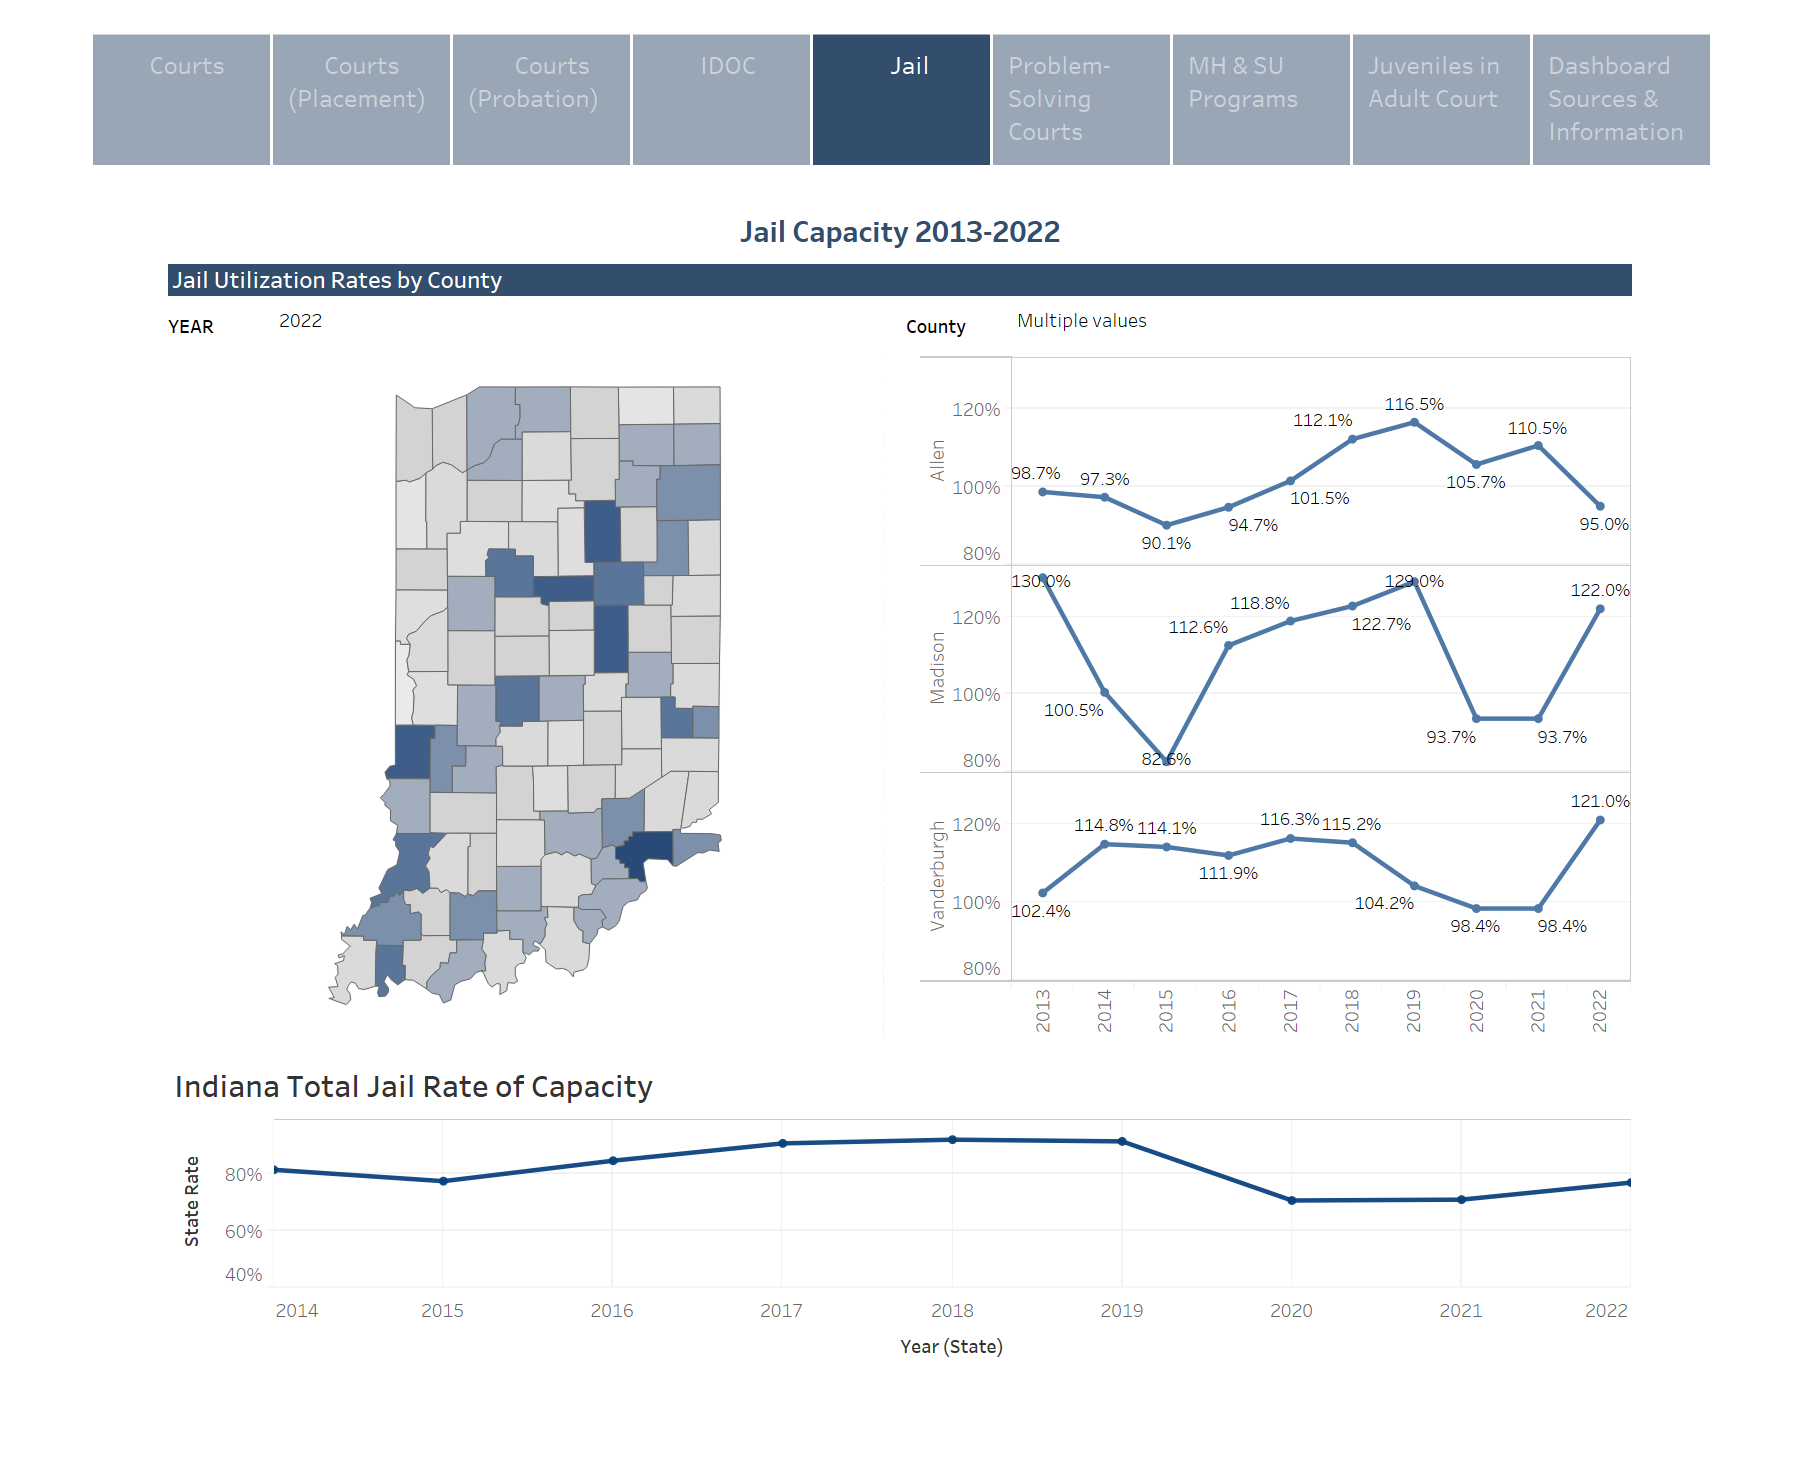 Courts
Courts
(Placement)
Courts
(Probation)
IDOC
Jail
Problem-
Solving
Courts
MH & SU
Programs
Juveniles in
Adult Court
Dashboard
Sources &
Information
Jail Capacity 2013-2022
Jail Utilization Rates by County
YEAR
2022
County
Multiple values
Allen
120%
100%
80%
98.7%
97.3%
90.1%
94.7%
101.5%
112.1%
116.5%
105.7%
110.5%
95.0%
Madison
120%
100%
80%
130.0%
100.5%
82.6%
112.6%
118.8%
122.7%
129.0%
93.7%
93.7%
122.0%
Vanderburgh
120%
100%
80%
102.4%
114.8%
114.1%
111.9%
116.3%
115.2%
104.2%
98.4%
98.4%
121.0%
2013
2014
2015
2016
2017
2018
2019
2020
2021
2022
Indiana Total Jail Rate of Capacity
State Rate
80%
60%
40%
2014
2015
2016
2017
2018
2019
2020
2021
2022
Year (State)